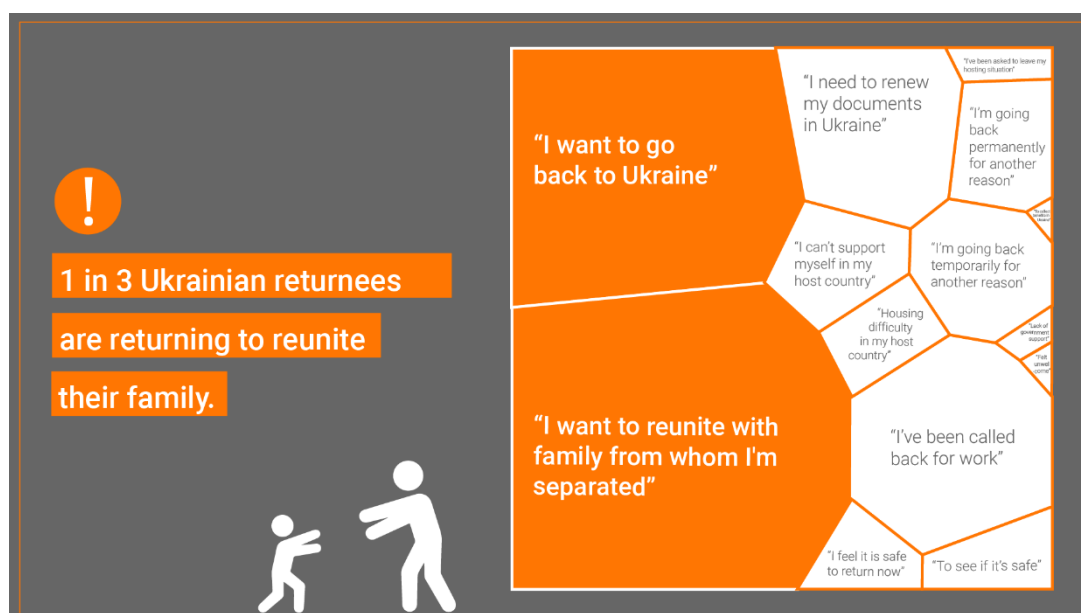 !
1 in 3 Ukrainian returnees
are returning to reunite
their family.
“I want to go
back to Ukraine”
“I need to renew
my documents
in Ukraine”
“I've been asked to leave my
hosting situation”
“I'm going
back
permanently
for another
reason”
“I can't support
myself in my
host country”
“I'm going back
temporarily for
another reason”
“Housing
difficulty
in my host
country”
“Lack of
government
support”
“Felt
unwel
come”
“I want to reunite with
family from whom I'm
separated”
“I've been called
back for work”
“I feel it is safe
to return now”
“To see if it's safe”